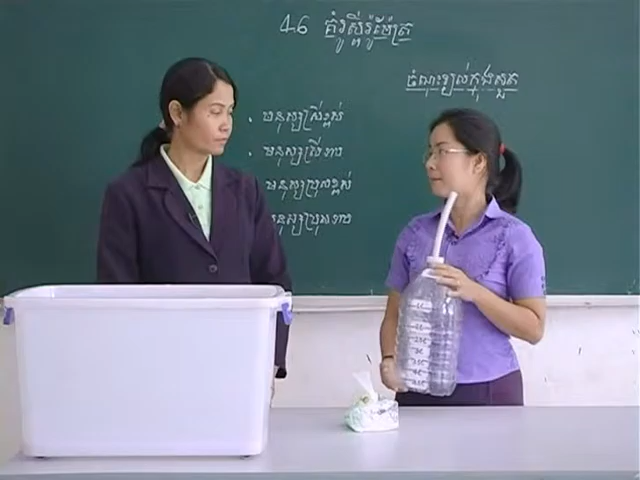 4.6 គំរូស្ពីរ៉ូម៉ែត្រ
ចំណុះខ្យល់ក្នុងសួត
• មនុស្សស្រីខ្ពស់
• មនុស្សស្រីទាប
• មនុស្សប្រុសខ្ពស់
មនុស្សប្រុសទាប